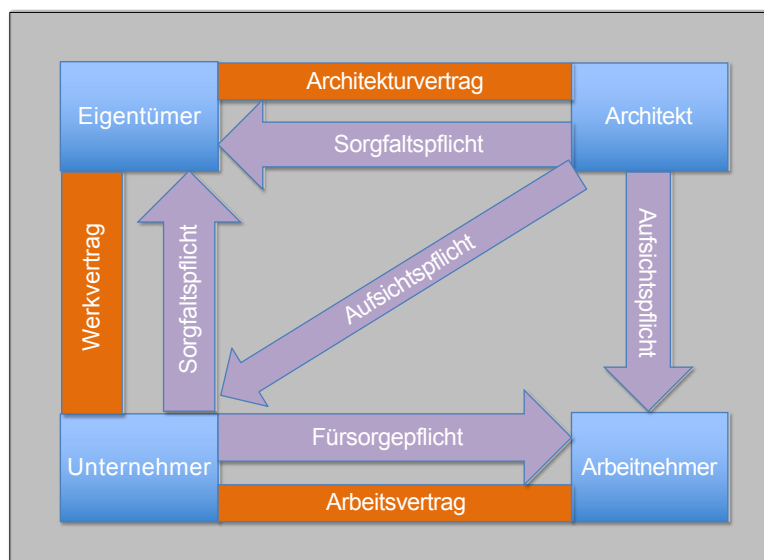 Architekturvertrag
Eigentümer
Architekt
Sorgfaltspflicht
Werkvertrag
Sorgfaltspflicht
Aufsichtspflicht
Aufsichtspflicht
Fürsorgepflicht
Unternehmer
Arbeitnehmer
Arbeitsvertrag